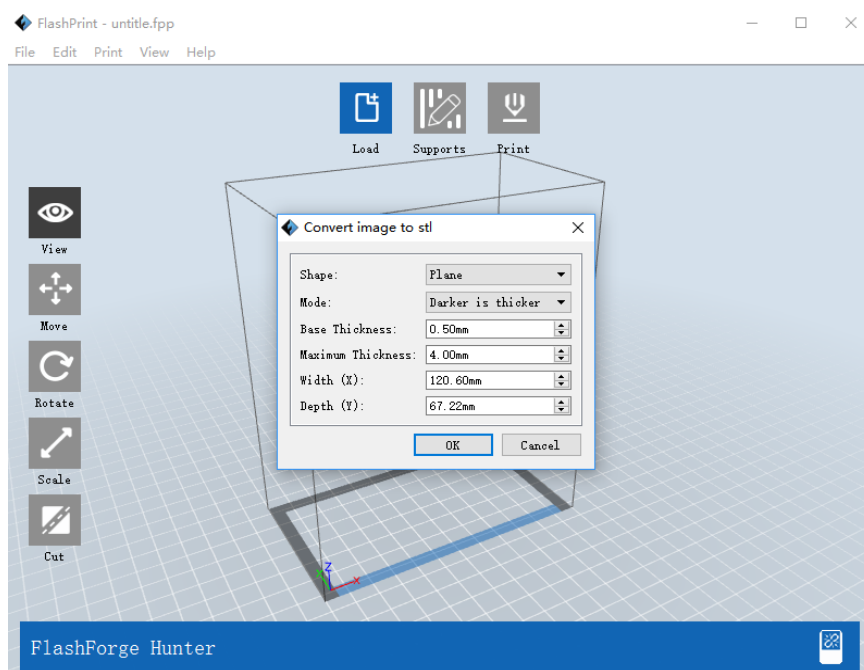 FlashPrint - untitle.fpp
File Edit Print View Help
Load Supports Print
View
Move
Rotate
Scale
Cut
Convert image to stl
Shape: Plane
Mode: Darker is thicker
Base Thickness: 0.50mm
Maximum Thickness: 4.00mm
Width (X): 120.60mm
Depth (Y): 67.22mm
OK Cancel
Z
Y
X
FlashForge Hunter